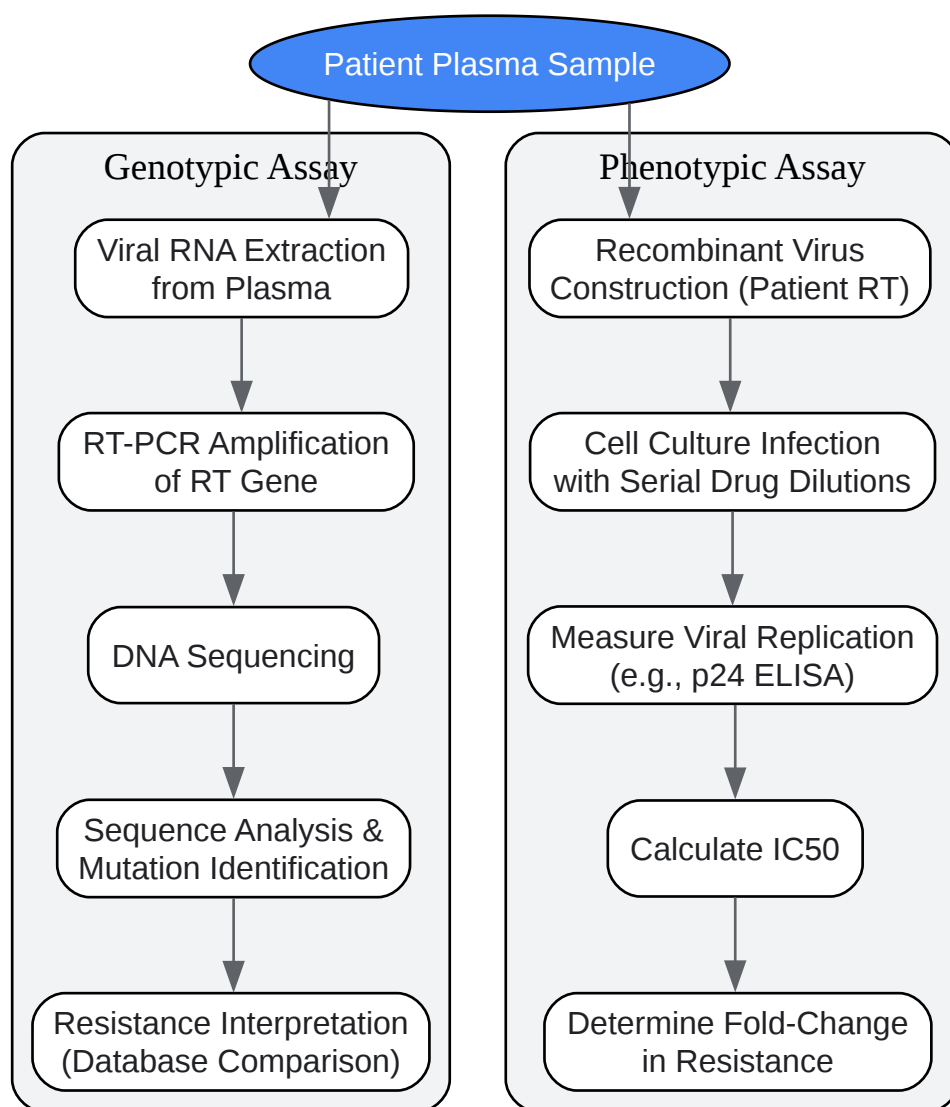 Patient Plasma Sample
Genotypic Assay
Viral RNA Extraction
from Plasma
RT-PCR Amplification
of RT Gene
DNA Sequencing
Sequence Analysis &
Mutation Identification
Resistance Interpretation
(Database Comparison)
Phenotypic Assay
Recombinant Virus
Construction (Patient RT)
Cell Culture Infection
with Serial Drug Dilutions
Measure Viral Replication
(e.g., p24 ELISA)
Calculate IC50
Determine Fold-Change
in Resistance